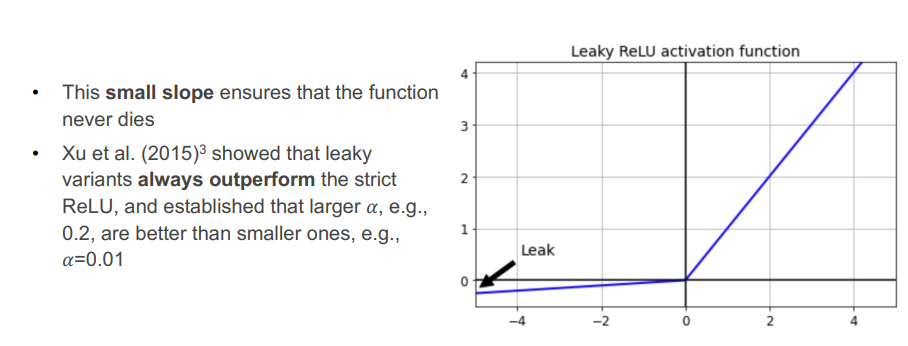 • This small slope ensures that the function
never dies
• Xu et al. (2015)³ showed that leaky
variants always outperform the strict
ReLU, and established that larger α, e.g.,
0.2, are better than smaller ones, e.g.,
α=0.01
Leaky ReLU activation function
4
3
2
1
0
Leak
−4 −2 0 2 4